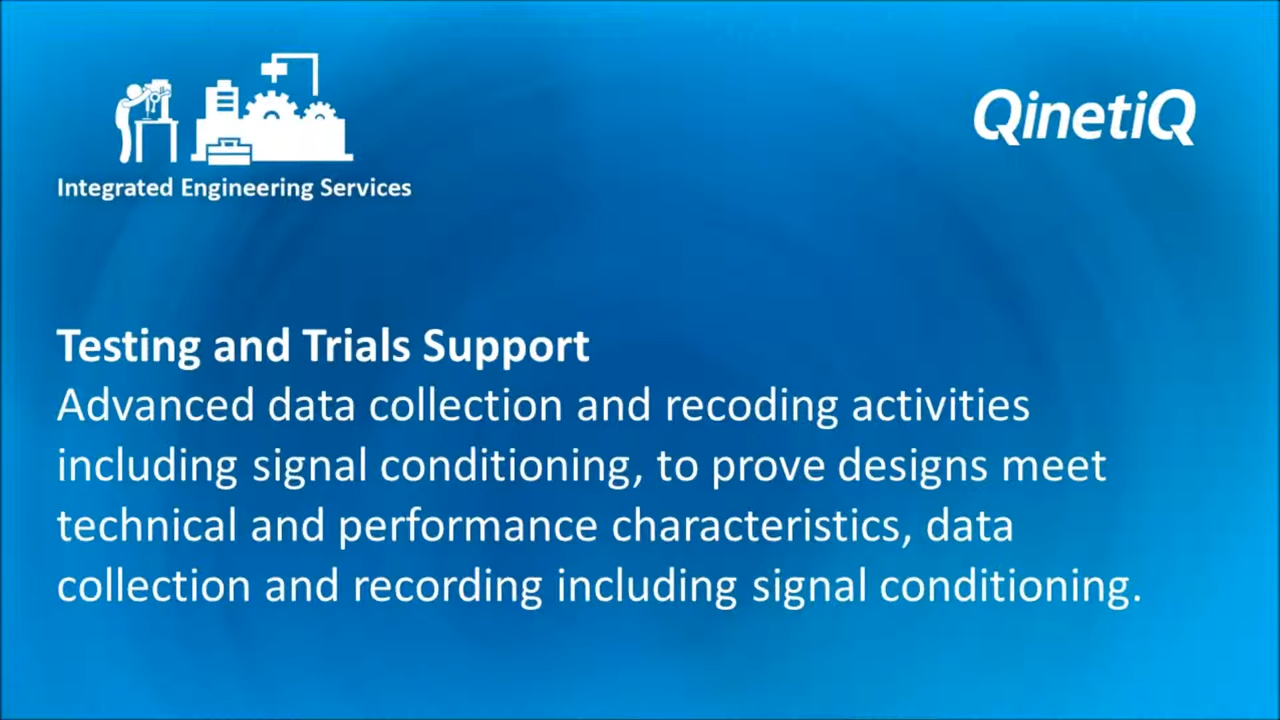 QinetiQ
Integrated Engineering Services
Testing and Trials Support
Advanced data collection and recoding activities
including signal conditioning, to prove designs meet
technical and performance characteristics, data
collection and recording including signal conditioning.